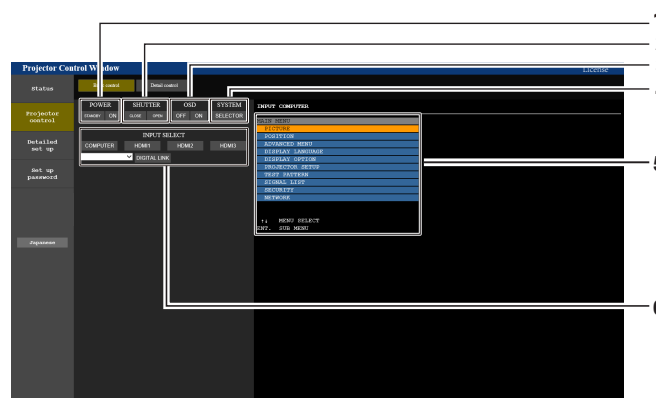 Projector Control Window
License
Status
Basic control
Detail control
POWER
SHUTTER
OSD
SYSTEM
STANDBY ON
CLOSE OPEN
OFF ON
SELECTOR
Projector
control
INPUT SELECT
COMPUTER HDMI1 HDMI2 HDMI3
DIGITAL LINK
Detailed
set up
Set up
password
Japanese
INPUT COMPUTER
MAIN MENU
PICTURE
POSITION
ADVANCED MENU
DISPLAY LANGUAGE
DISPLAY OPTION
PROJECTOR SETUP
TEST PATTERN
SIGNAL LIST
SECURITY
NETWORK
↑↓ MENU SELECT
ENT. SUB MENU
5
6